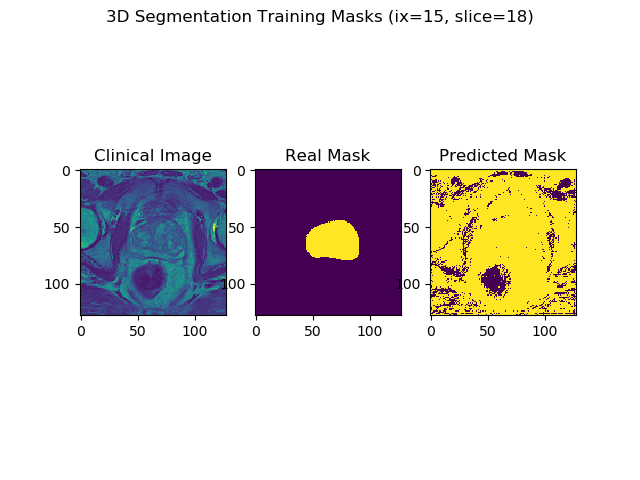 3D Segmentation Training Masks (ix=15, slice=18)
Clinical Image Real Mask Predicted Mask
0 0 0
50 50 50
100 100 100
0 50 100 0 50 100 0 50 100